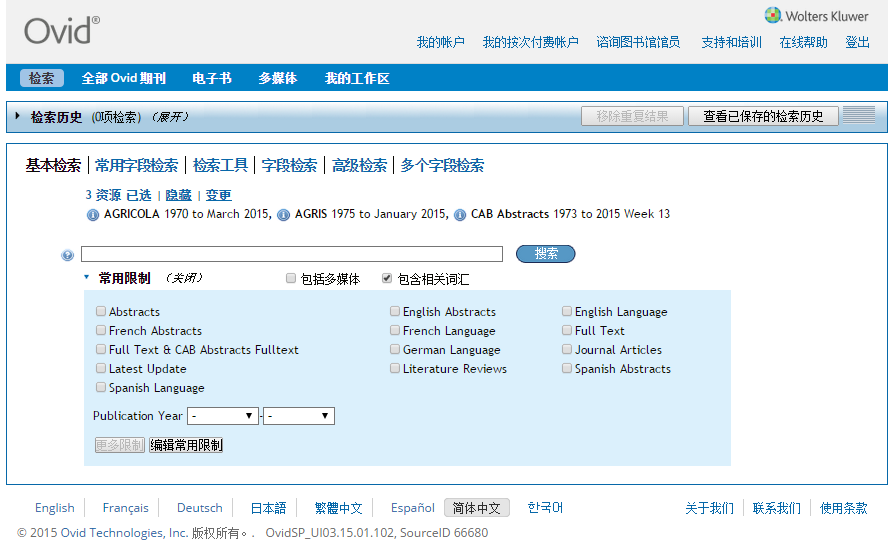 Ovid®
Wolters Kluwer
我的帐户 我的按次付费帐户 谘询图书馆馆员 支持和培训 在线帮助 登出
检索 全部 Ovid 期刊 电子书 多媒体 我的工作区
检索历史 (0项检索) (展开) 移除重复结果 查看已保存的检索历史
基本检索 | 常用字段检索 | 检索工具 | 字段检索 | 高级检索 | 多个字段检索
3 资源 已选 | 隐藏 | 变更
AGRICOLA 1970 to March 2015, AGRIS 1975 to January 2015, CAB Abstracts 1973 to 2015 Week 13
搜索
常用限制 (关闭) 包括多媒体 包含相关词汇
Abstracts English Abstracts English Language
French Abstracts French Language Full Text
Full Text & CAB Abstracts Fulltext German Language Journal Articles
Latest Update Literature Reviews Spanish Abstracts
Spanish Language
Publication Year - - -
更多限制 编辑常用限制
English Français Deutsch 日本語 繁體中文 Español 简体中文 한국어 关于我们 联系我们 使用条款
© 2015 Ovid Technologies, Inc. 版权所有。. OvidSP_UI03.15.01.102, SourceID 66680